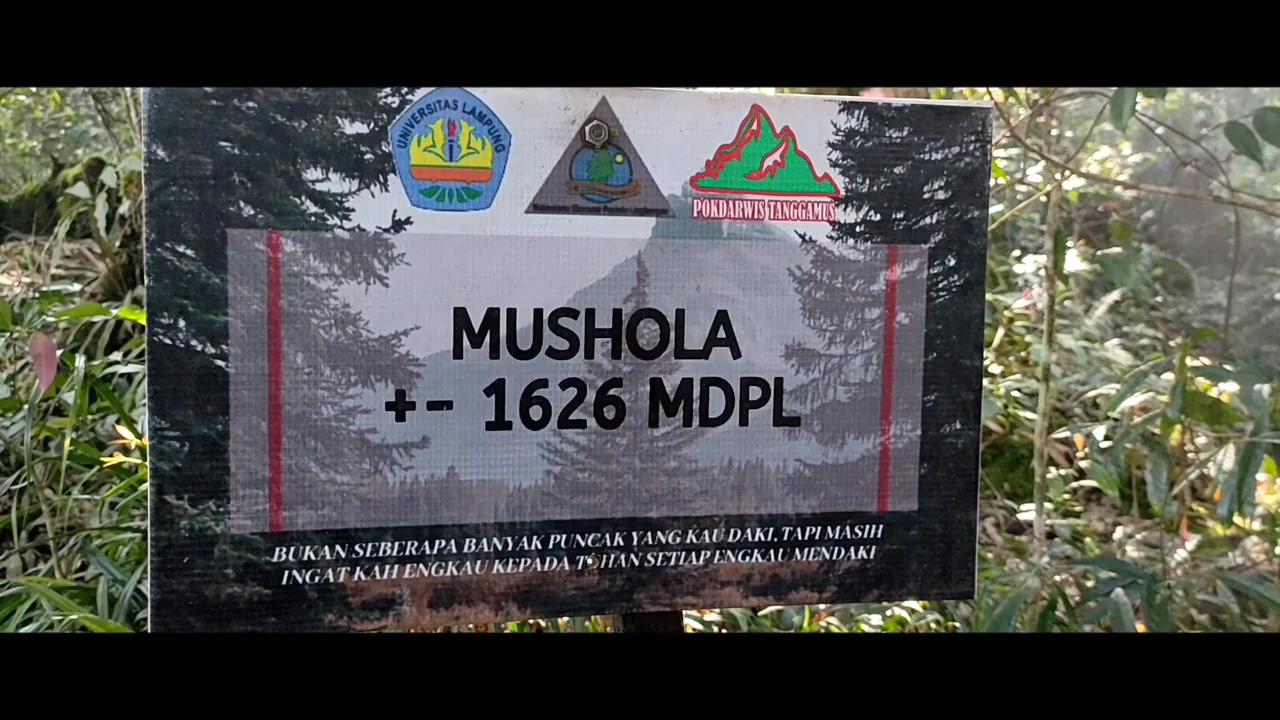 UNIVERSITAS LAMPUNG
POKDARWIS TANGGAMUS
MUSHOLA
+- 1626 MDPL
BUKAN SEBERAPA BANYAK PUNCAK YANG KAU DAKI, TAPI MASIH
INGAT KAH ENGKAU KEPADA TUHAN SETIAP ENGKAU MENDAKI